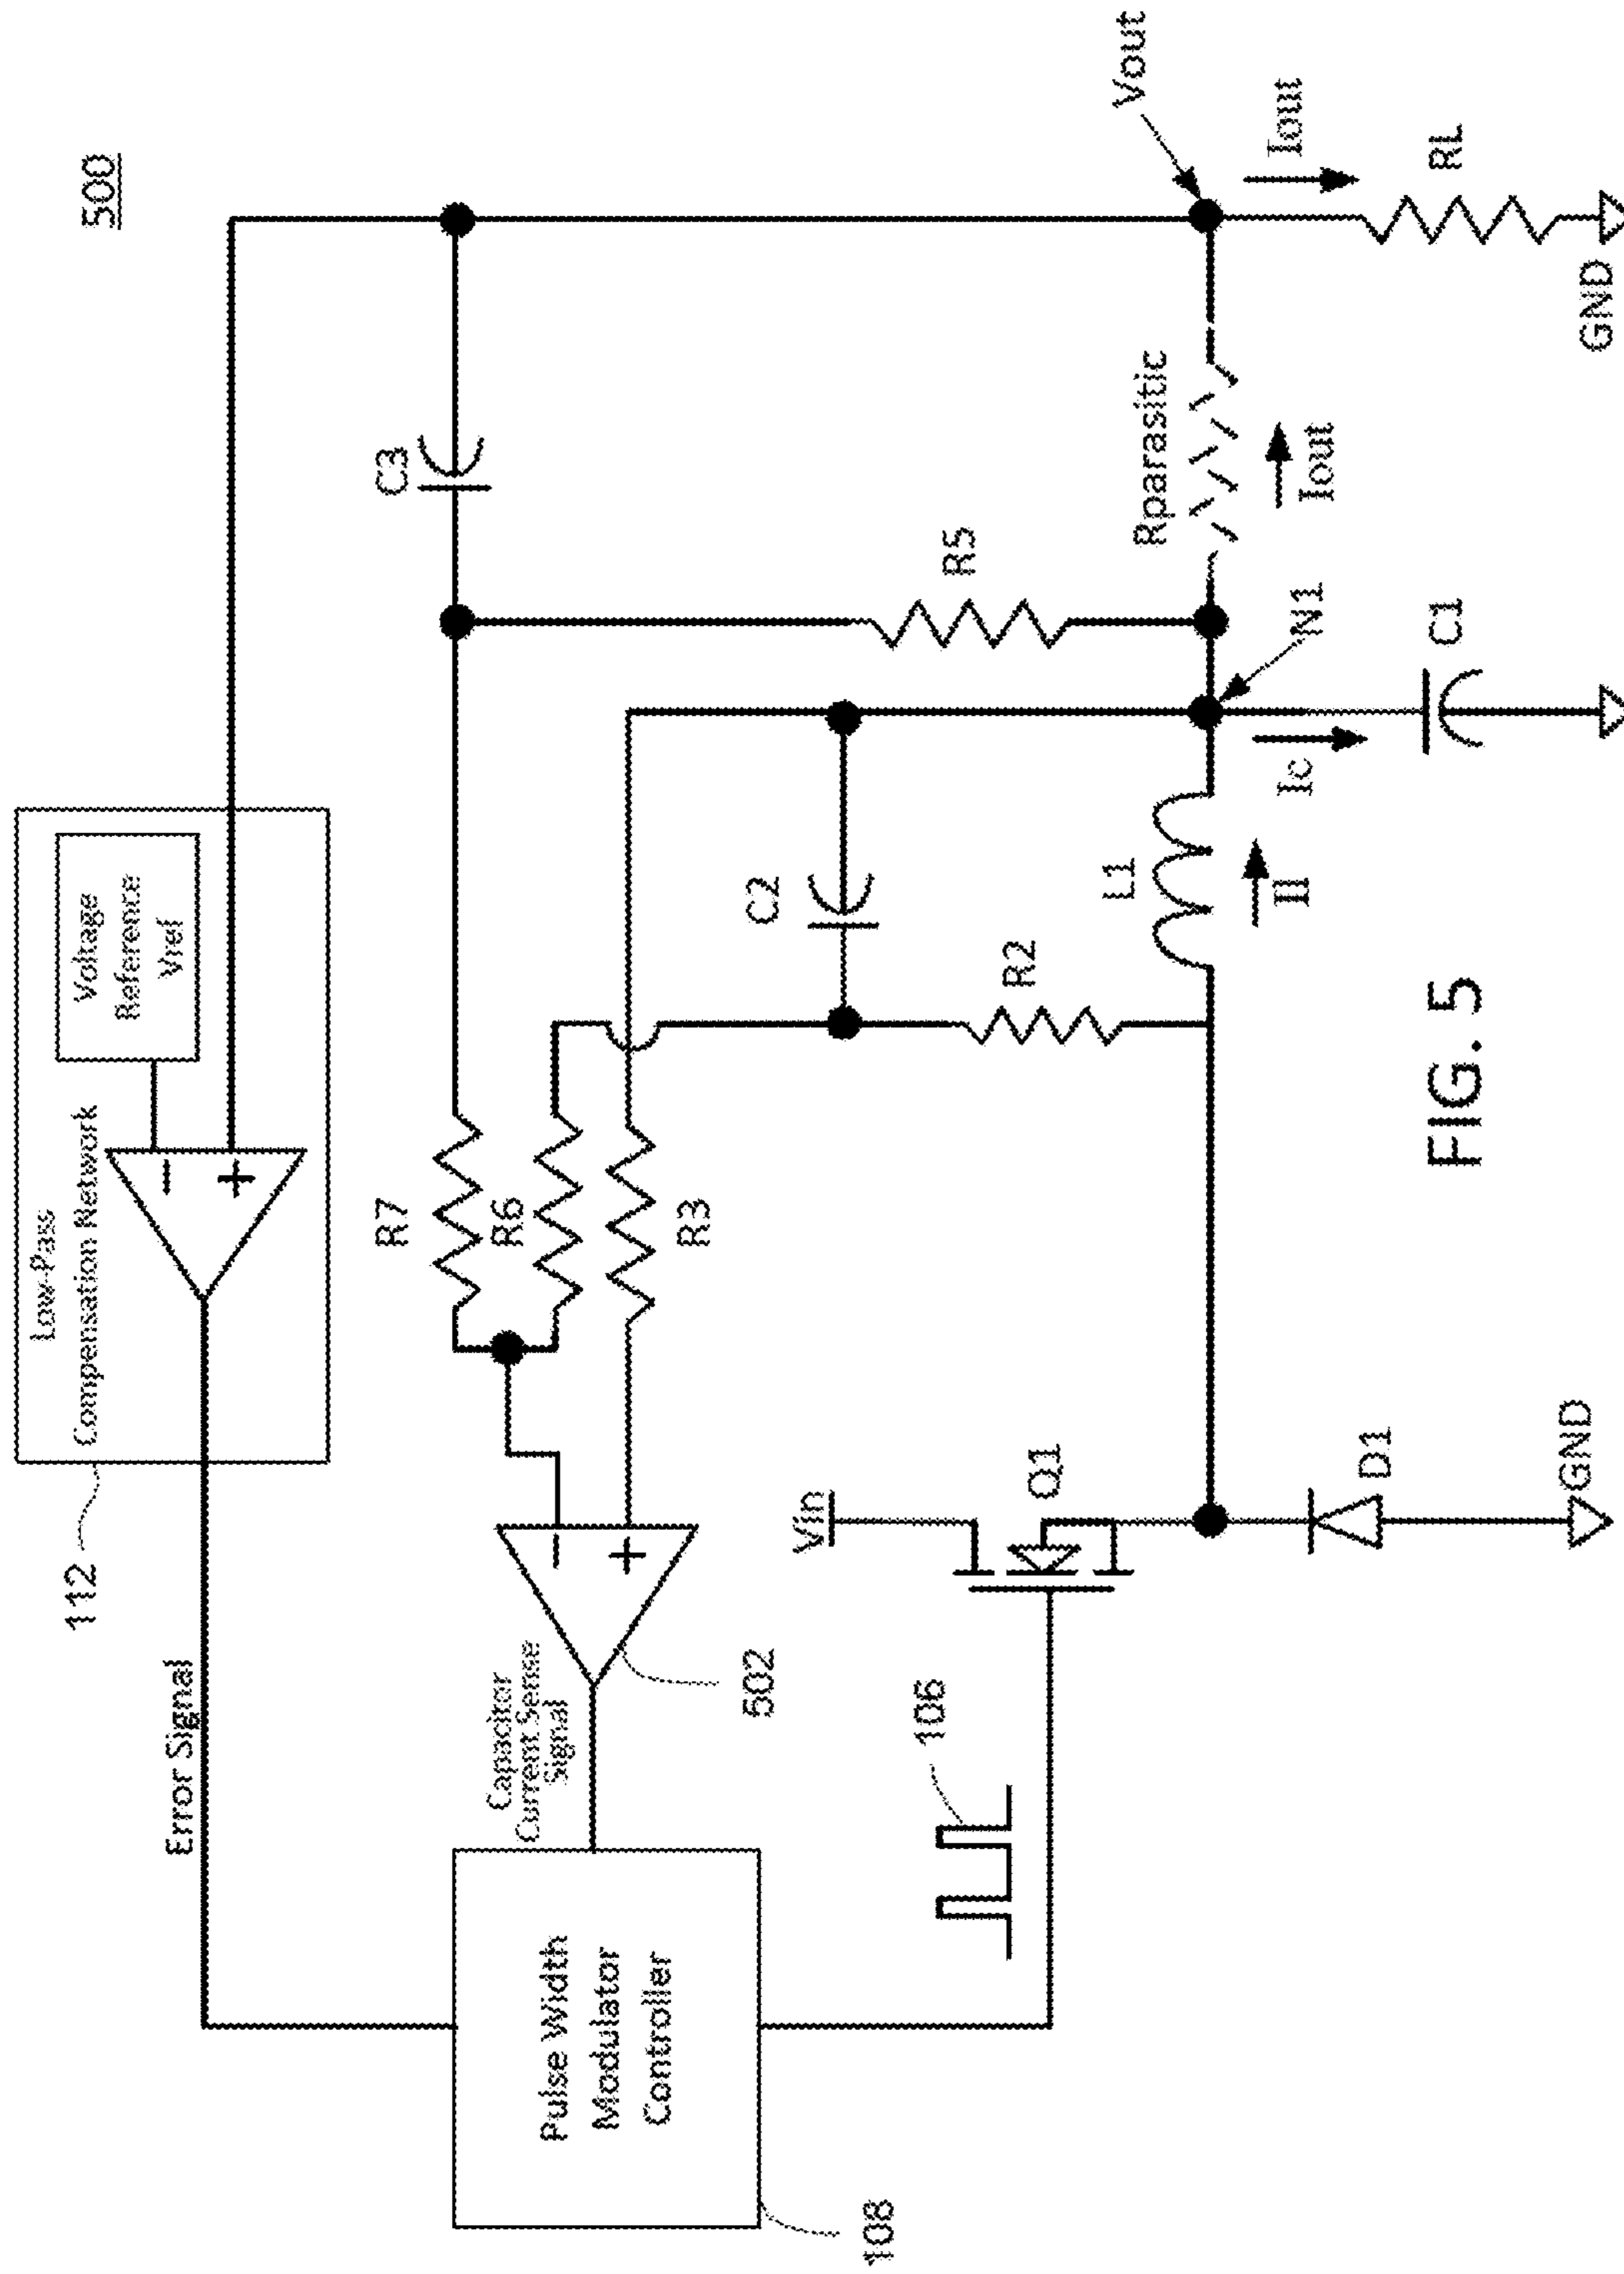 500
112
Low-Pass
Compensation Network
Voltage
Reference
Vref
−
+
Error Signal
C3
R7
R6
R3
−
+
Capacitor
Current Sense
Signal
502
Pulse Width
Modulator
Controller
108
106
Vin
Q1
D1
GND
C2
R2
L1
Il
R5
N1
Ic
C1
Rparasitic
Iout
Vout
Iout
RL
GND
FIG. 5